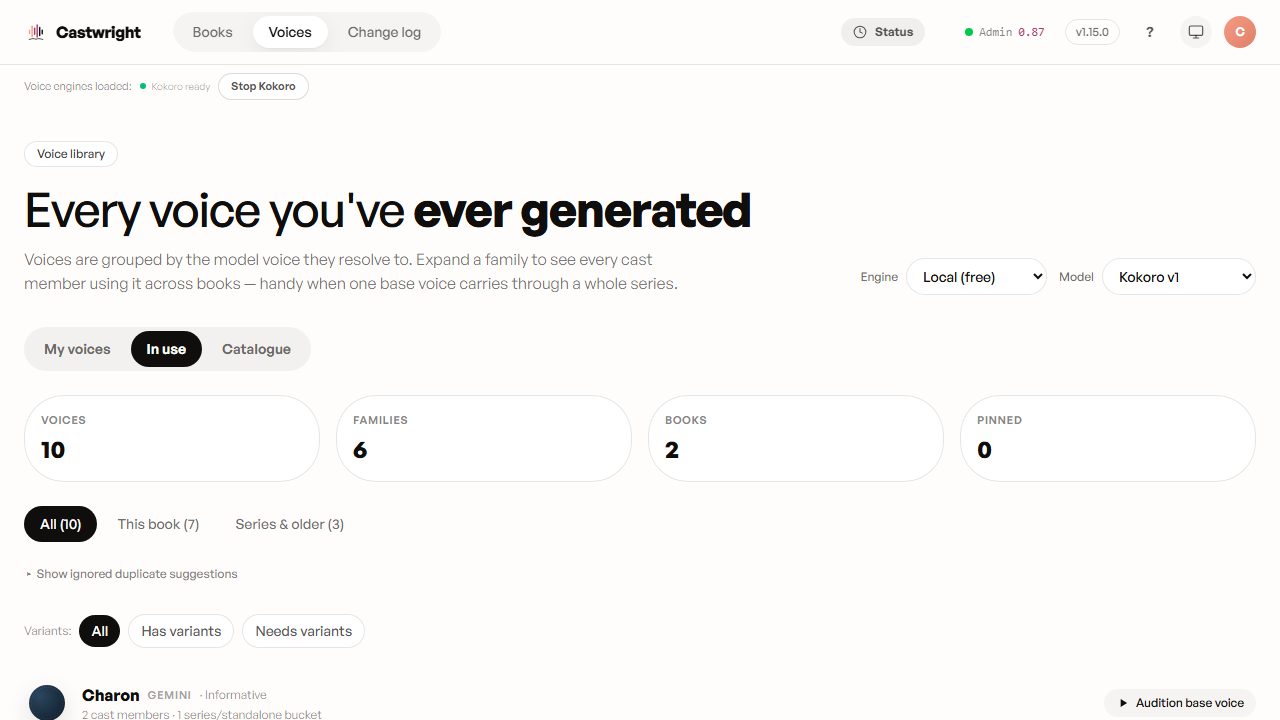 Castwright
Books
Voices
Change log
Status
Admin 0.87
v1.15.0
?
C
Voice engines loaded:
Kokoro ready
Stop Kokoro
Voice library
Every voice you've ever generated
Voices are grouped by the model voice they resolve to. Expand a family to see every cast
member using it across books — handy when one base voice carries through a whole series.
Engine
Local (free)
Model
Kokoro v1
My voices
In use
Catalogue
VOICES
10
FAMILIES
6
BOOKS
2
PINNED
0
All (10)
This book (7)
Series & older (3)
Show ignored duplicate suggestions
Variants:
All
Has variants
Needs variants
Charon GEMINI · Informative
2 cast members · 1 series/standalone bucket
Audition base voice